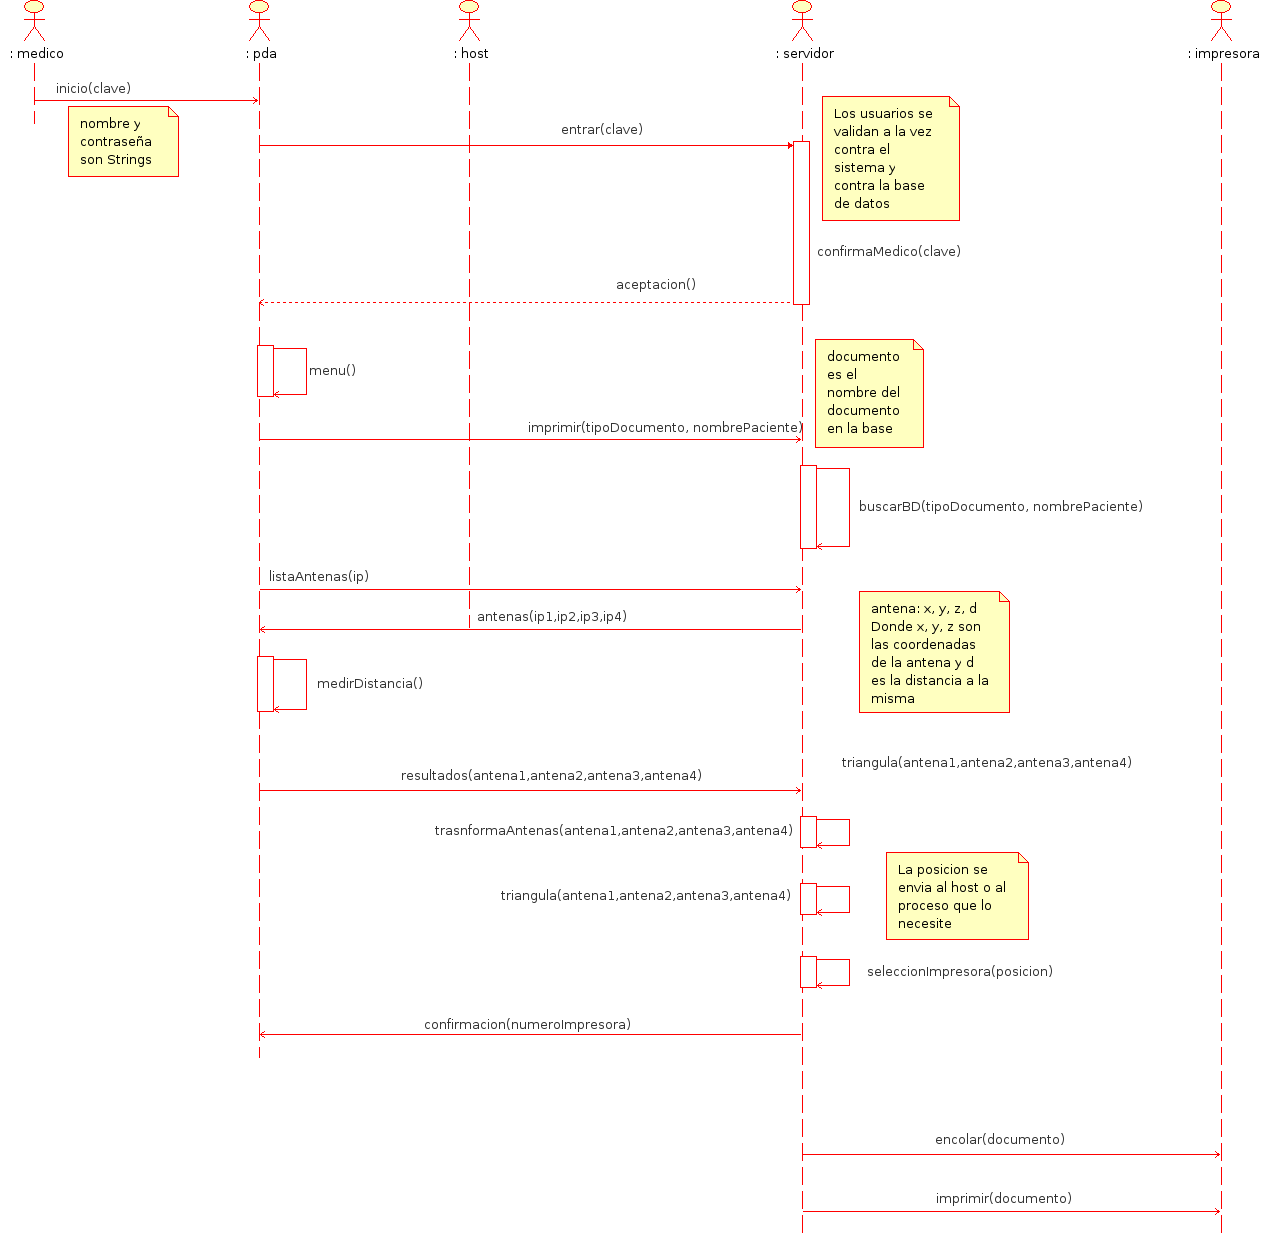 : medico
: pda
: host
: servidor
: impresora
inicio(clave)
nombre y
contraseña
son Strings
entrar(clave)
Los usuarios se
validan a la vez
contra el
sistema y
contra la base
de datos
confirmaMedico(clave)
aceptacion()
menu()
documento
es el
nombre del
documento
en la base
imprimir(tipoDocumento, nombrePaciente)
buscarBD(tipoDocumento, nombrePaciente)
listaAntenas(ip)
antenas(ip1,ip2,ip3,ip4)
antena: x, y, z, d
Donde x, y, z son
las coordenadas
de la antena y d
es la distancia a la
misma
medirDistancia()
triangula(antena1,antena2,antena3,antena4)
resultados(antena1,antena2,antena3,antena4)
trasnformaAntenas(antena1,antena2,antena3,antena4)
La posicion se
envia al host o al
proceso que lo
necesite
triangula(antena1,antena2,antena3,antena4)
seleccionImpresora(posicion)
confirmacion(numeroImpresora)
encolar(documento)
imprimir(documento)